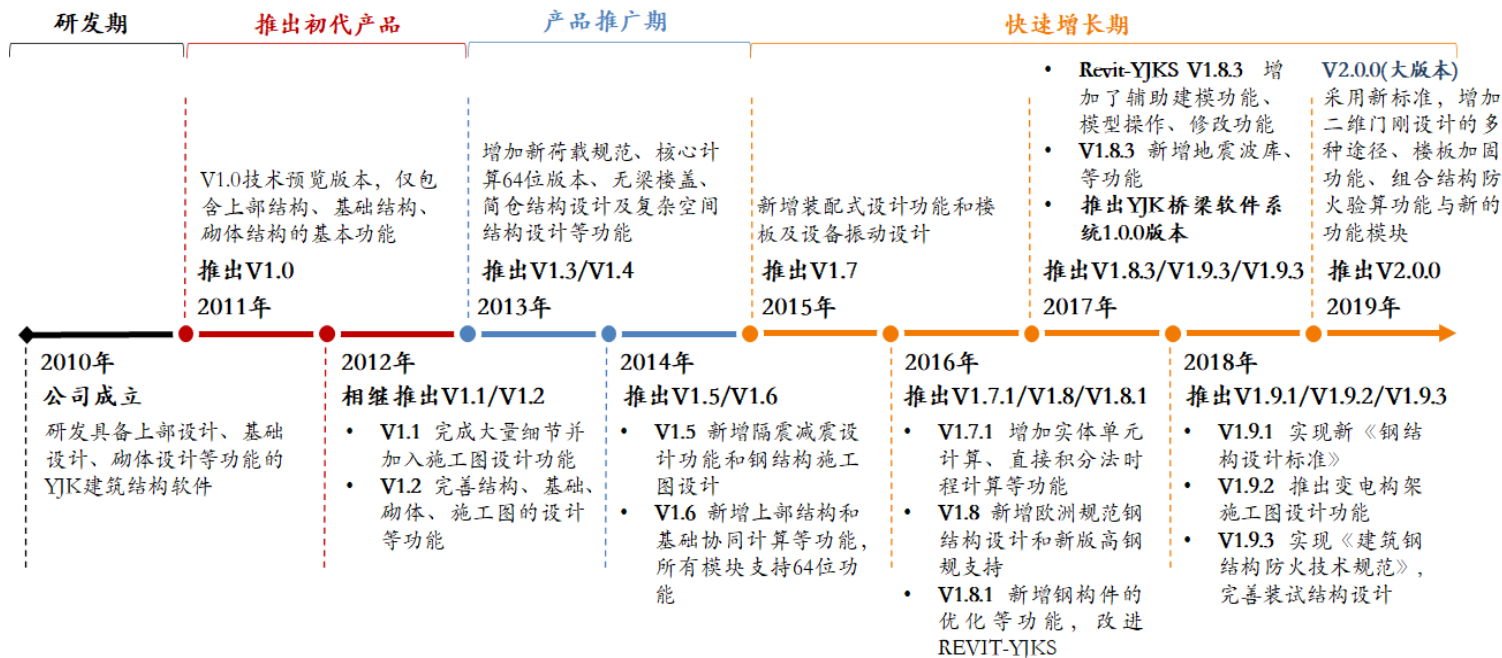 研发期
推出初代产品
产品推广期
快速增长期
V1.0技术预览版本，仅包
含上部结构、基础结构、
砌体结构的基本功能
推出V1.0
2011年
增加新荷载规范、核心计
算64位版本、无梁楼盖、
筒仓结构设计及复杂空间
结构设计等功能
推出V1.3/V1.4
2013年
新增装配式设计功能和楼
板及设备振动设计
推出V1.7
2015年
• Revit-YJKS V1.8.3 增
加了辅助建模功能、
模型操作、修改功能
• V1.8.3 新增地震波库、
等功能
• 推出YJK桥梁软件系
统1.0.0版本
推出V1.8.3/V1.9.3/V1.9.3
2017年
V2.0.0(大版本)
采用新标准，增加
二维门刚设计的多
种途径、楼板加固
功能、组合结构防
火验算功能与新的
功能模块
推出V2.0.0
2019年
2010年
公司成立
研发具备上部设计、基础
设计、砌体设计等功能的
YJK建筑结构软件
2012年
相继推出V1.1/V1.2
• V1.1 完成大量细节并
加入施工图设计功能
• V1.2 完善结构、基础、
砌体、施工图的设计
等功能
2014年
推出V1.5/V1.6
• V1.5 新增隔震减震设
计功能和钢结构施工
图设计
• V1.6 新增上部结构和
基础协同计算等功能，
所有模块支持64位功
能
2016年
推出V1.7.1/V1.8/V1.8.1
• V1.7.1 增加实体单元
计算、直接积分法时
程计算等功能
• V1.8 新增欧洲规范钢
结构设计和新版高钢
规支持
• V1.8.1 新增钢构件的
优化等功能，改进
REVIT-YJKS
2018年
推出V1.9.1/V1.9.2/V1.9.3
• V1.9.1 实现新《钢结
构设计标准》
• V1.9.2 推出变电构架
施工图设计功能
• V1.9.3 实现《建筑钢
结构防火技术规范》，
完善装试结构设计